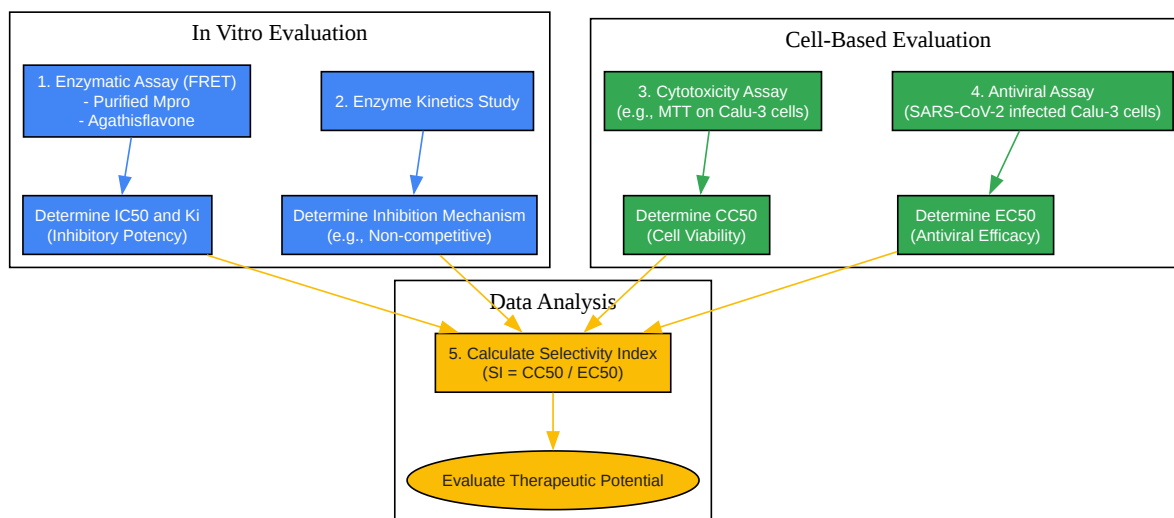 In Vitro Evaluation
1. Enzymatic Assay (FRET)
- Purified Mpro
- Agathisflavone
2. Enzyme Kinetics Study
Determine IC50 and Ki
(Inhibitory Potency)
Determine Inhibition Mechanism
(e.g., Non-competitive)
Cell-Based Evaluation
3. Cytotoxicity Assay
(e.g., MTT on Calu-3 cells)
4. Antiviral Assay
(SARS-CoV-2 infected Calu-3 cells)
Determine CC50
(Cell Viability)
Determine EC50
(Antiviral Efficacy)
Data Analysis
5. Calculate Selectivity Index
(SI = CC50 / EC50)
Evaluate Therapeutic Potential